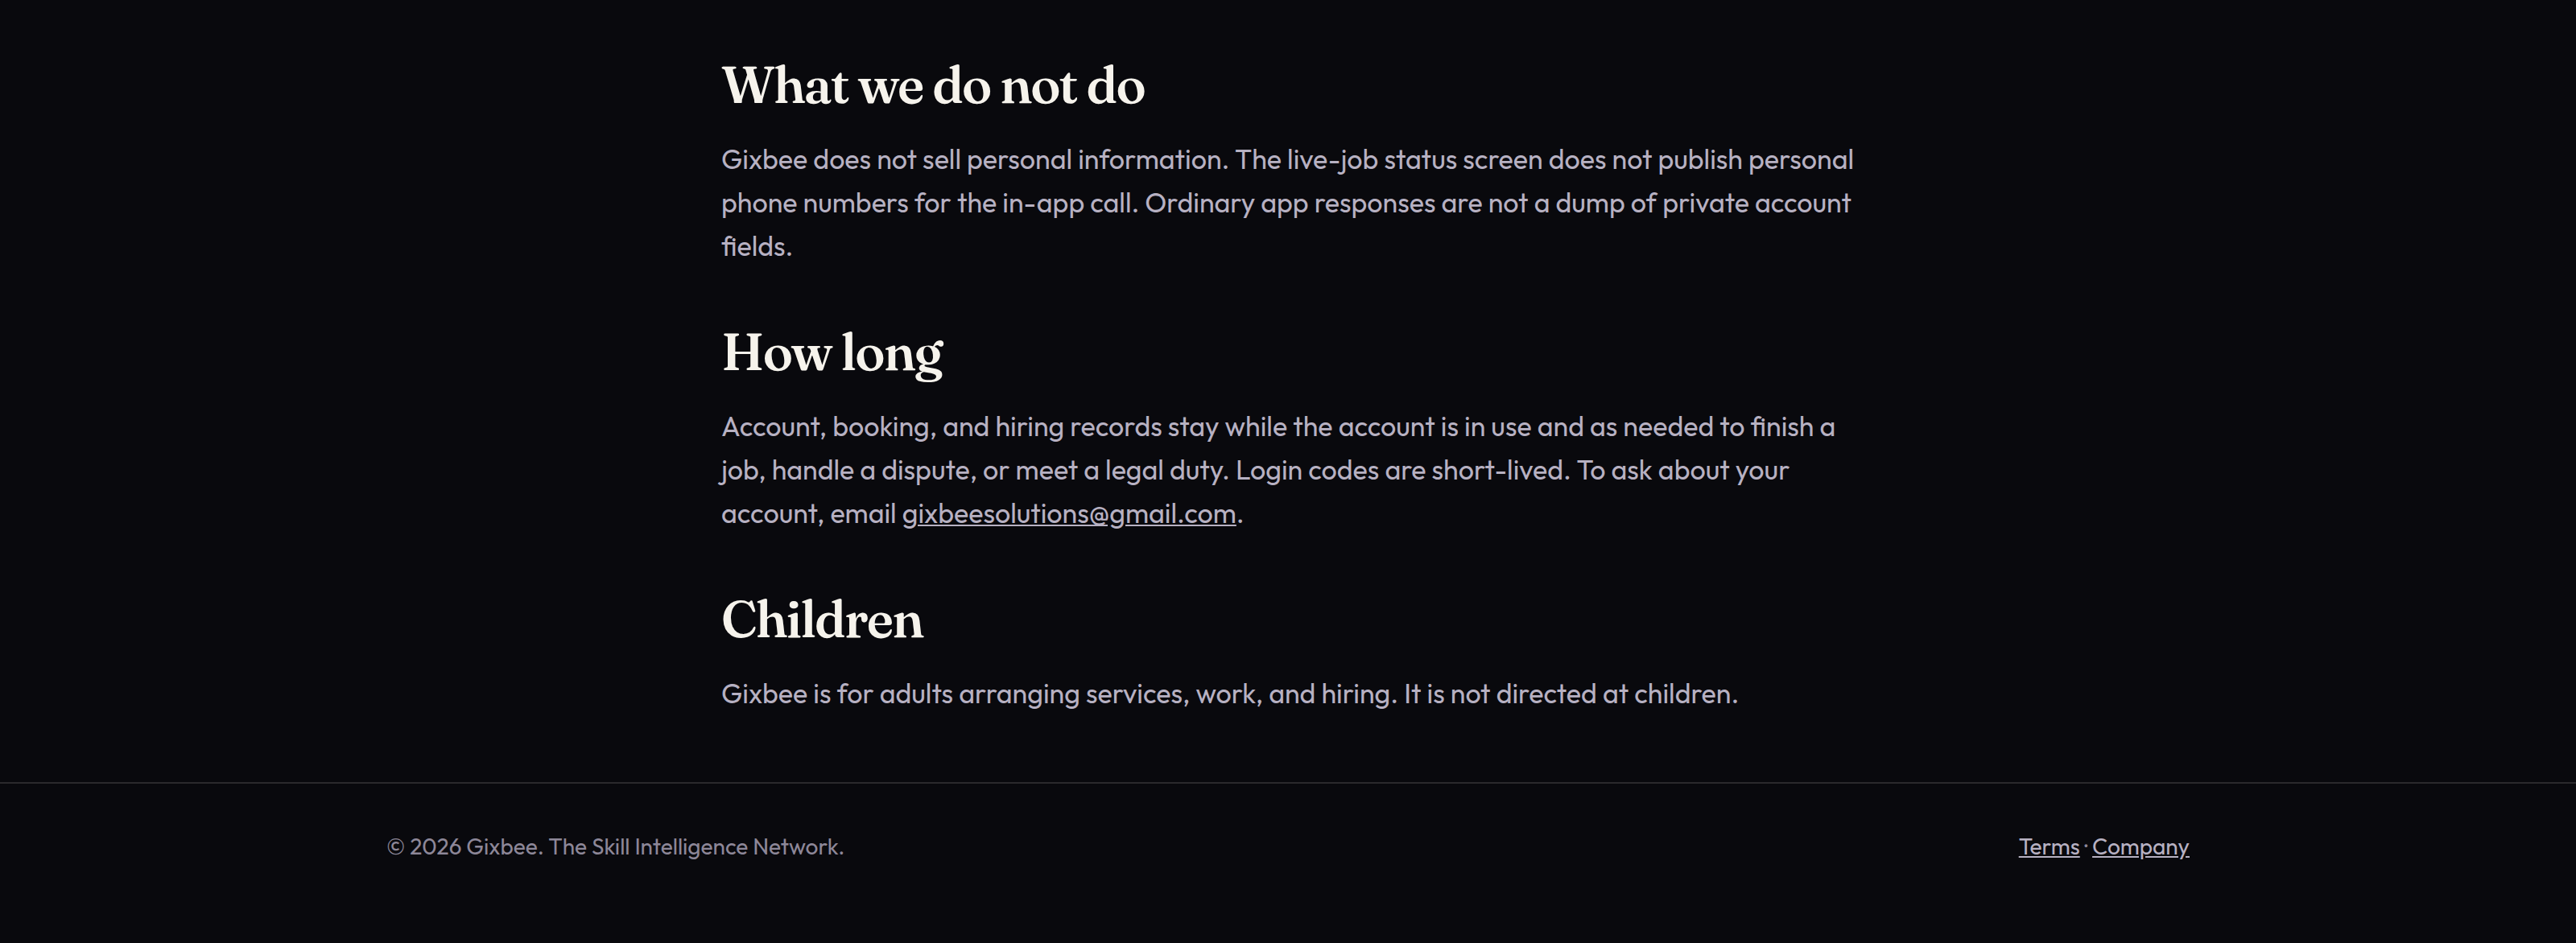 What we do not do
Gixbee does not sell personal information. The live-job status screen does not publish personal
phone numbers for the in-app call. Ordinary app responses are not a dump of private account
fields.
How long
Account, booking, and hiring records stay while the account is in use and as needed to finish a
job, handle a dispute, or meet a legal duty. Login codes are short-lived. To ask about your
account, email gixbeesolutions@gmail.com.
Children
Gixbee is for adults arranging services, work, and hiring. It is not directed at children.
© 2026 Gixbee. The Skill Intelligence Network.
Terms · Company